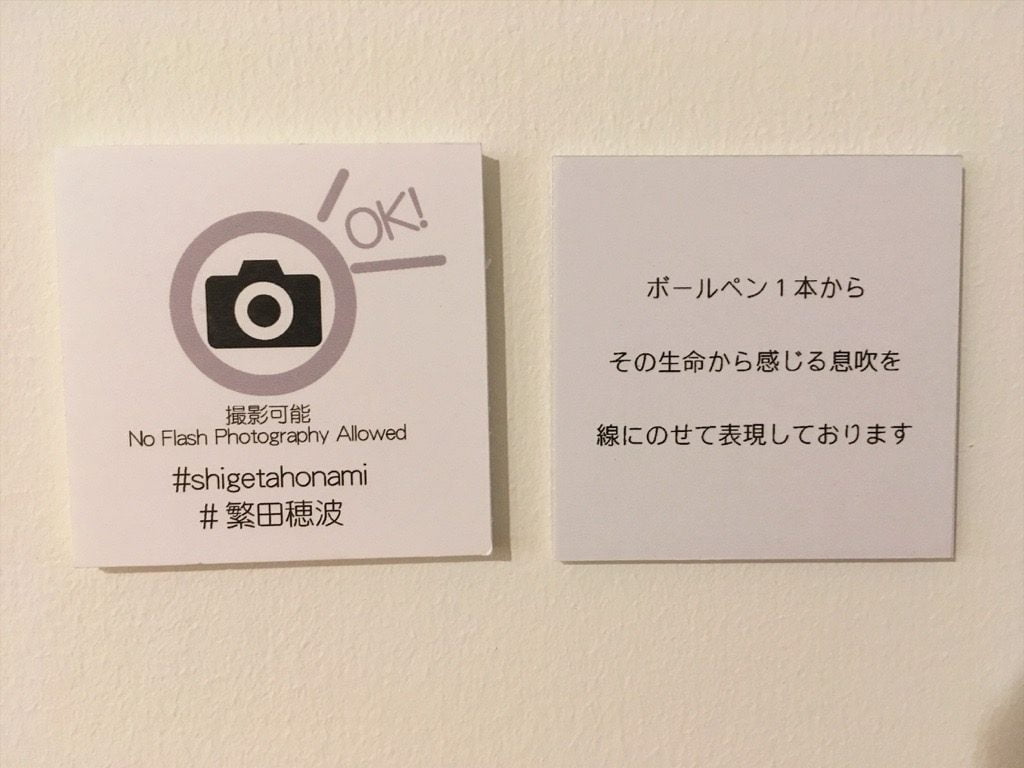 OK!
撮影可能
No Flash Photography Allowed
#shigetahonami
#繁田穂波
ボールペン1本から
その生命から感じる息吹を
線にのせて表現しております